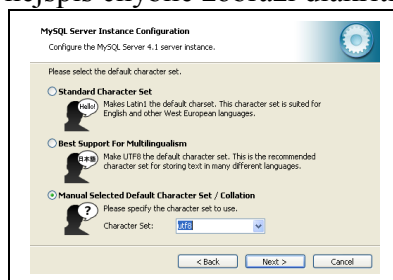 MySQL Server Instance Configuration
Configure the MySQL Server 4.1 server instance.
Please select the default character set.
Standard Character Set
Hello!
Makes Latin1 the default charset. This character set is suited for
English and other West European languages.
Best Support For Multilingualism
日本語
Make UTF8 the default character set. This is the recommended
character set for storing text in many different languages.
Manual Selected Default Character Set / Collation
?
Please specify the character set to use.
Character Set: utf8
< Back Next > Cancel